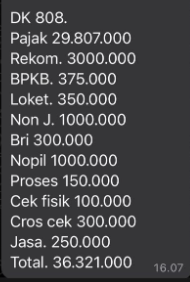 DK 808.
Pajak 29.807.000
Rekom. 3000.000
BPKB. 375.000
Loket. 350.000
Non J. 1000.000
Bri 300.000
Nopil 1000.000
Proses 150.000
Cek fisik 100.000
Cros cek 300.000
Jasa. 250.000
Total. 36.321.000
16.07